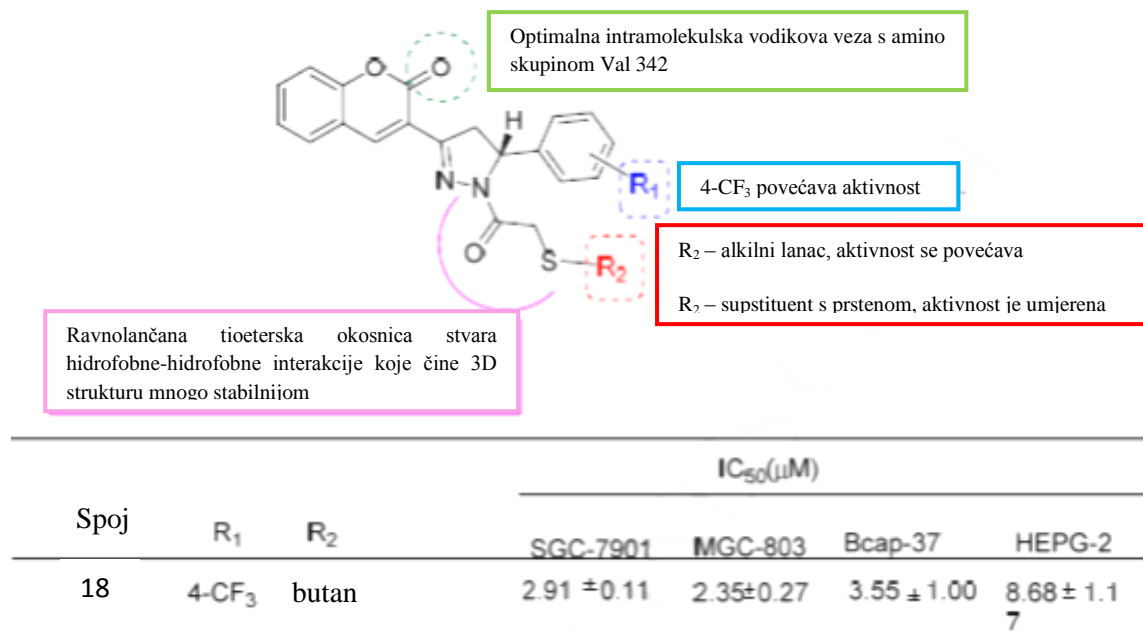 Optimalna intramolekulska vodikova veza s amino
skupinom Val 342
O
O
H
N
N
R₁
4-CF₃ povećava aktivnost
O
S
R₂
R₂ – alkilni lanac, aktivnost se povećava
R₂ – supstituent s prstenom, aktivnost je umjerena
Ravnolančana tioeterska okosnica stvara
hidrofobne-hidrofobne interakcije koje čine 3D
strukturu mnogo stabilnijom
IC₅₀(μM)
Spoj R₁ R₂ SGC-7901 MGC-803 Bcap-37 HEPG-2
18 4-CF₃ butan 2.91 ±0.11 2.35±0.27 3.55 ± 1.00 8.68 ± 1.1
7